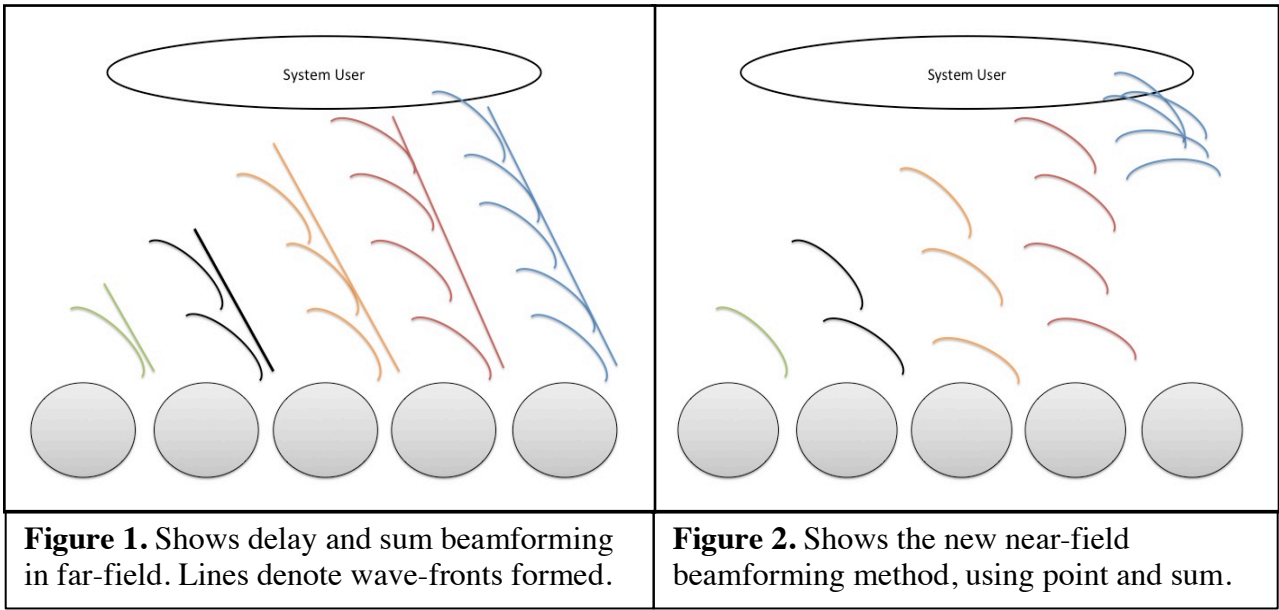 System User
System User
Figure 1. Shows delay and sum beamforming
in far-field. Lines denote wave-fronts formed.
Figure 2. Shows the new near-field
beamforming method, using point and sum.